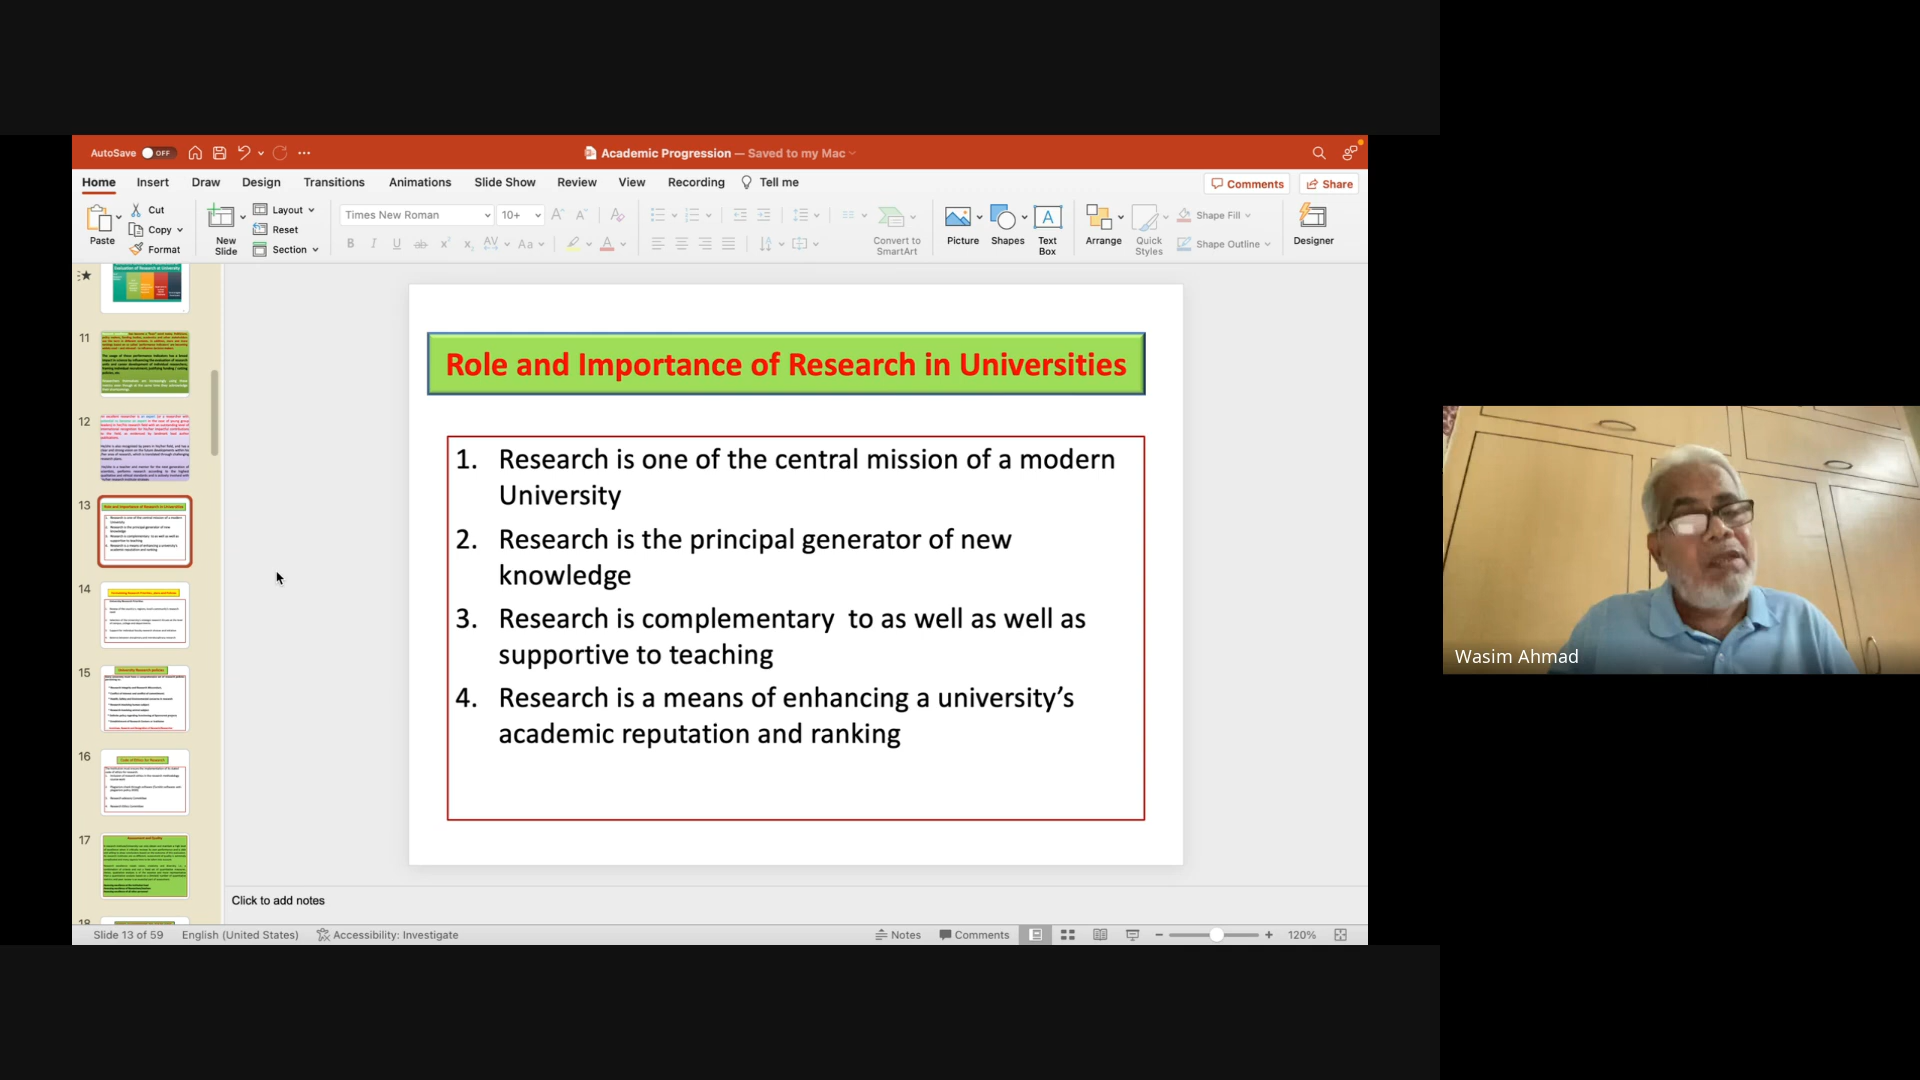 AutoSave OFF
Academic Progression — Saved to my Mac
Home Insert Draw Design Transitions Animations Slide Show Review View Recording Tell me
Comments Share
Paste
Cut
Copy
Format
New Slide
Layout
Reset
Section
Times New Roman 10+
Convert to SmartArt
Picture Shapes Text Box
Arrange Quick Styles
Shape Fill
Shape Outline
Designer
11
12
13
14
15
16
17
18
Role and Importance of Research in Universities
1. Research is one of the central mission of a modern
University
2. Research is the principal generator of new
knowledge
3. Research is complementary to as well as well as
supportive to teaching
4. Research is a means of enhancing a university’s
academic reputation and ranking
Click to add notes
Slide 13 of 59 English (United States) Accessibility: Investigate
Notes Comments 120%
Wasim Ahmad